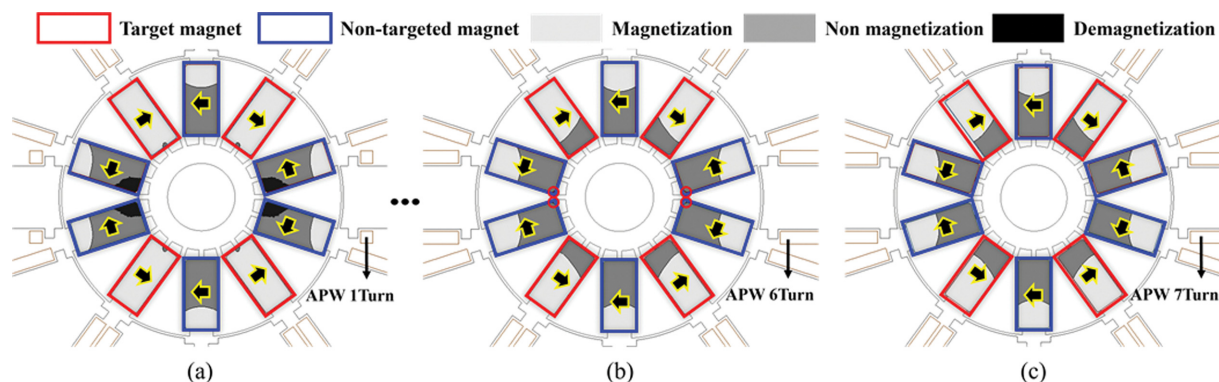 Target magnet Non-targeted magnet Magnetization Non magnetization Demagnetization
APW 1Turn APW 6Turn APW 7Turn
(a) (b) (c)